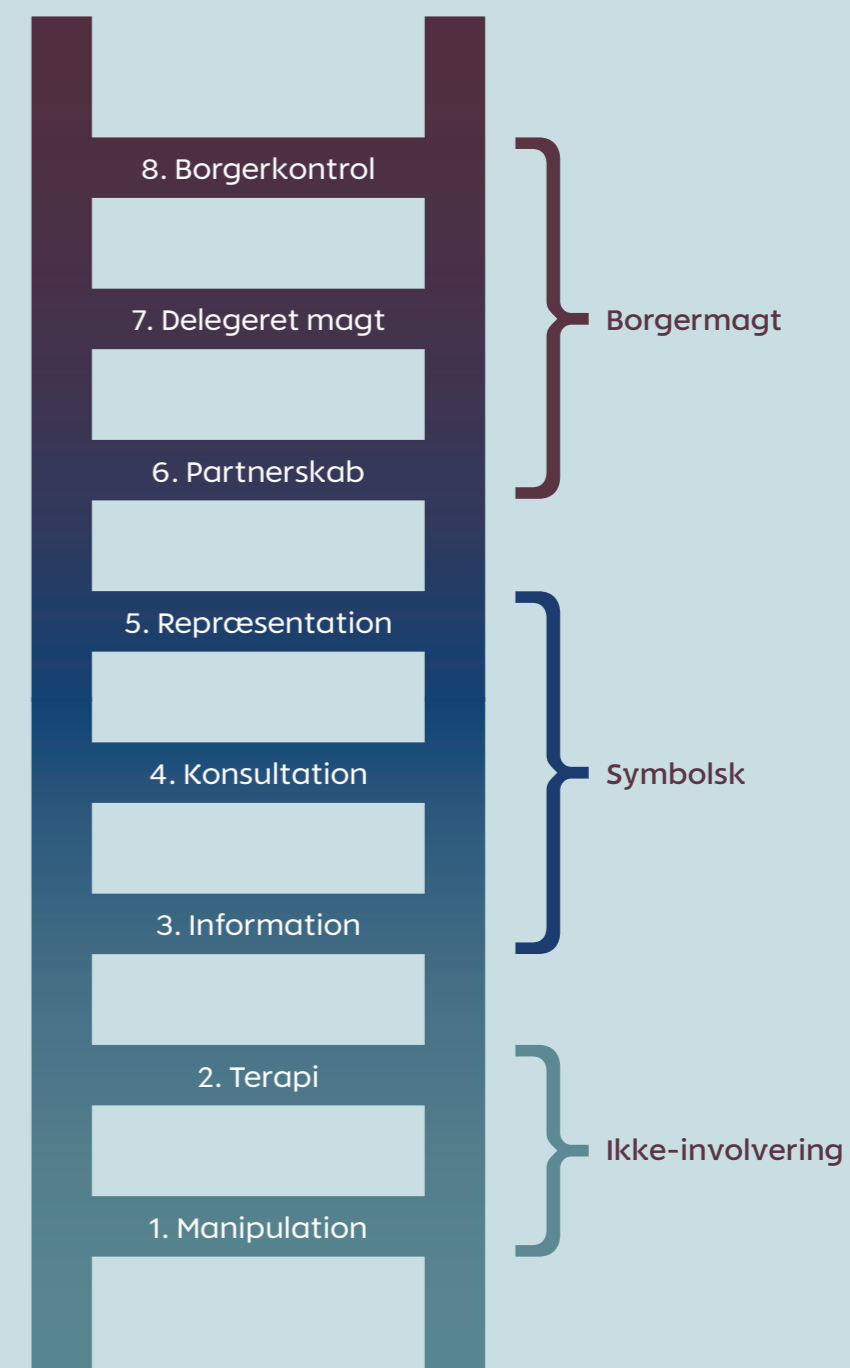 8. Borgerkontrol
7. Delegeret magt
Borgermagt
6. Partnerskab
5. Repræsentation
4. Konsultation
Symbolsk
3. Information
2. Terapi
Ikke-involvering
1. Manipulation